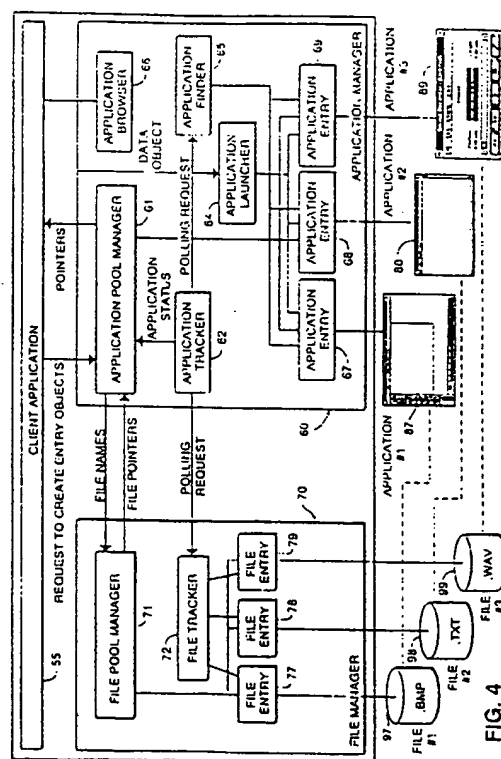 CLIENT APPLICATION
55
REQUEST TO CREATE ENTRY OBJECTS
POINTERS
FILE NAMES
FILE POINTERS
APPLICATION POOL MANAGER
61
APPLICATION
STATUS
APPLICATION
TRACKER
62
POLLING
REQUEST
POLLING REQUEST
DATA
OBJECT
APPLICATION
BROWSER
66
APPLICATION
FINDER
65
APPLICATION
LAUNCHER
64
APPLICATION
ENTRY
67
APPLICATION
ENTRY
68
APPLICATION
ENTRY
69
60
APPLICATION MANAGER
FILE POOL MANAGER
71
FILE TRACKER
72
70
FILE
ENTRY
77
FILE
ENTRY
78
FILE
ENTRY
79
FILE MANAGER
APPLICATION
#1
87
APPLICATION
#2
APPLICATION
#3
89
97
.BMP
FILE
#1
98
.TXT
FILE
#2
99
.WAV
FILE
FIG. 4